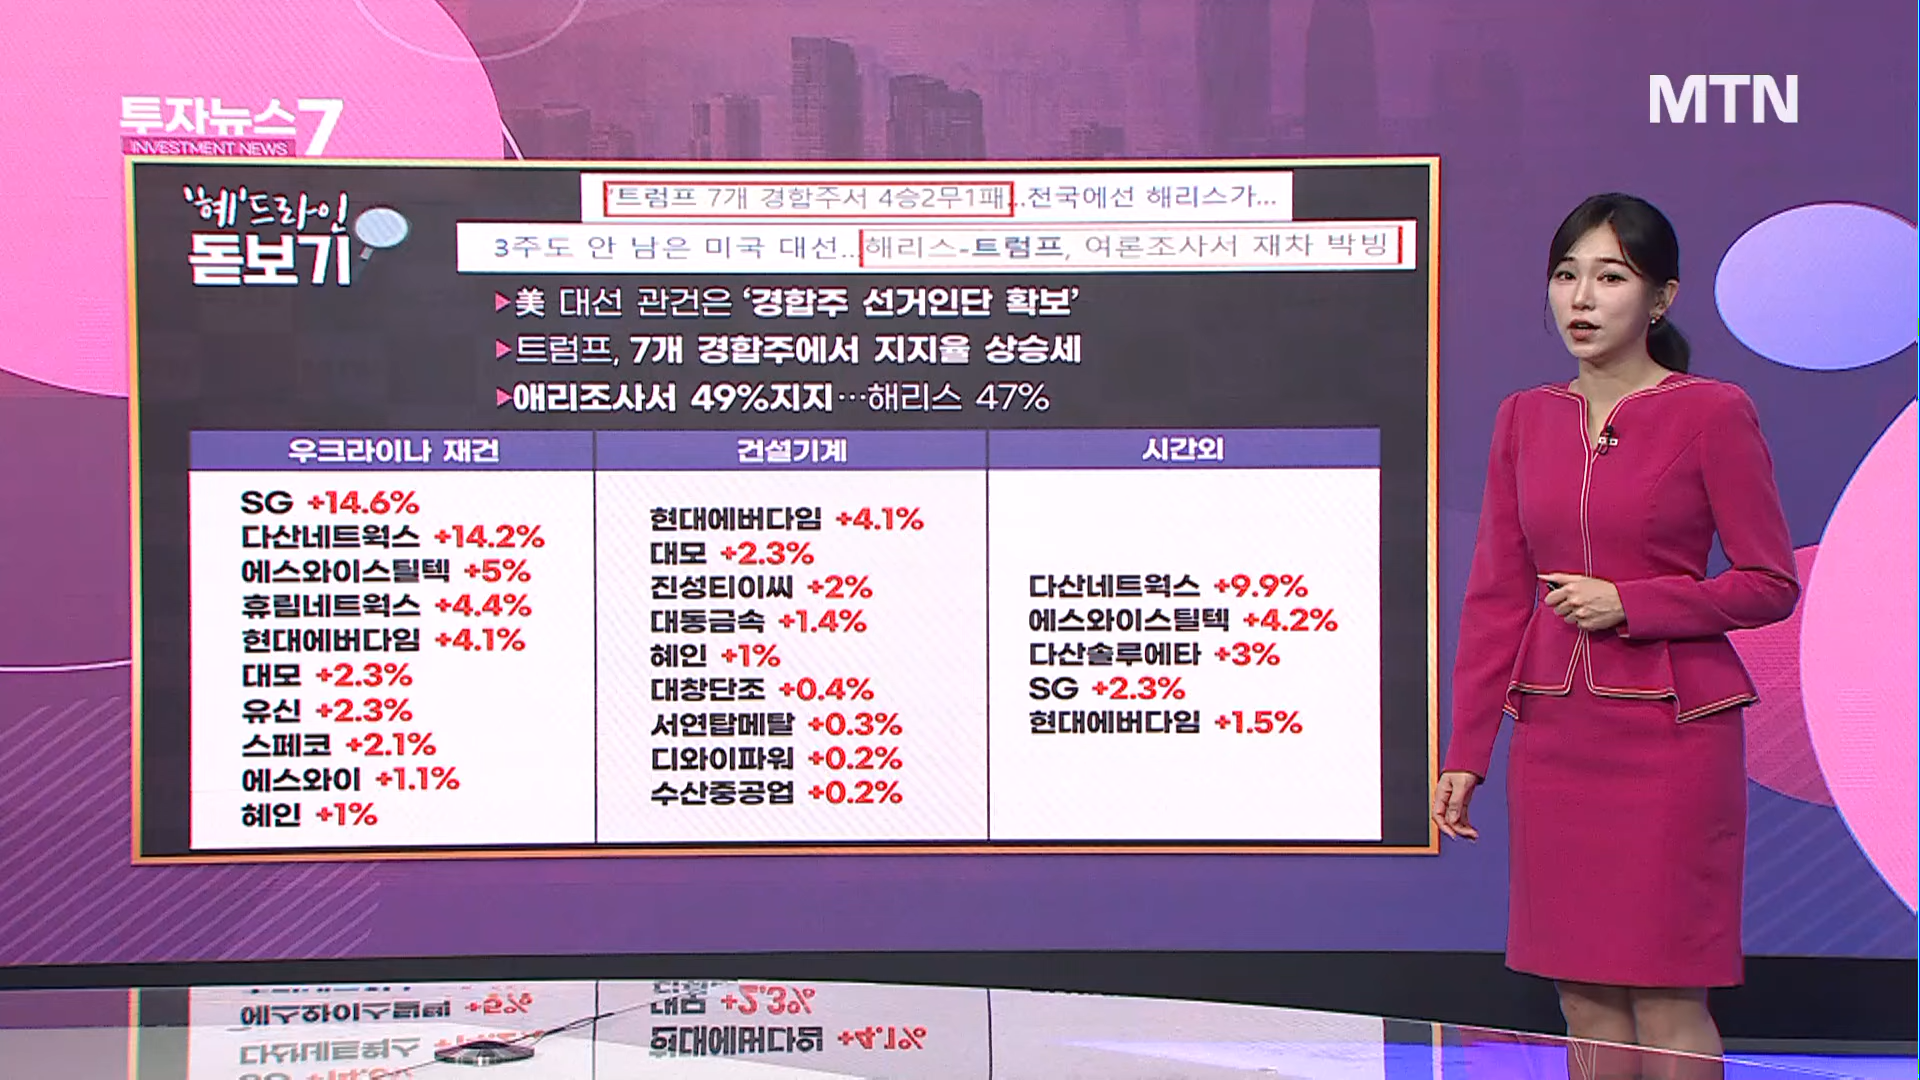 투자뉴스 7
INVESTMENT NEWS
MTN
'혜'드라인
돋보기
'트럼프 7개 경합주서 4승2무1패…전국에선 해리스가…
3주도 안 남은 미국 대선…해리스-트럼프, 여론조사서 재차 박빙
▶美 대선 관건은 '경합주 선거인단 확보'
▶트럼프, 7개 경합주에서 지지율 상승세
▶애리조사서 49%지지…해리스 47%
우크라이나 재건
SG +14.6%
다산네트웍스 +14.2%
에스와이스틸텍 +5%
휴림네트웍스 +4.4%
현대에버다임 +4.1%
대모 +2.3%
유신 +2.3%
스페코 +2.1%
에스와이 +1.1%
혜인 +1%
건설기계
현대에버다임 +4.1%
대모 +2.3%
진성티이씨 +2%
대동금속 +1.4%
혜인 +1%
대창단조 +0.4%
서연탑메탈 +0.3%
디와이파워 +0.2%
수산중공업 +0.2%
시간외
다산네트웍스 +9.9%
에스와이스틸텍 +4.2%
다산솔루에타 +3%
SG +2.3%
현대에버다임 +1.5%